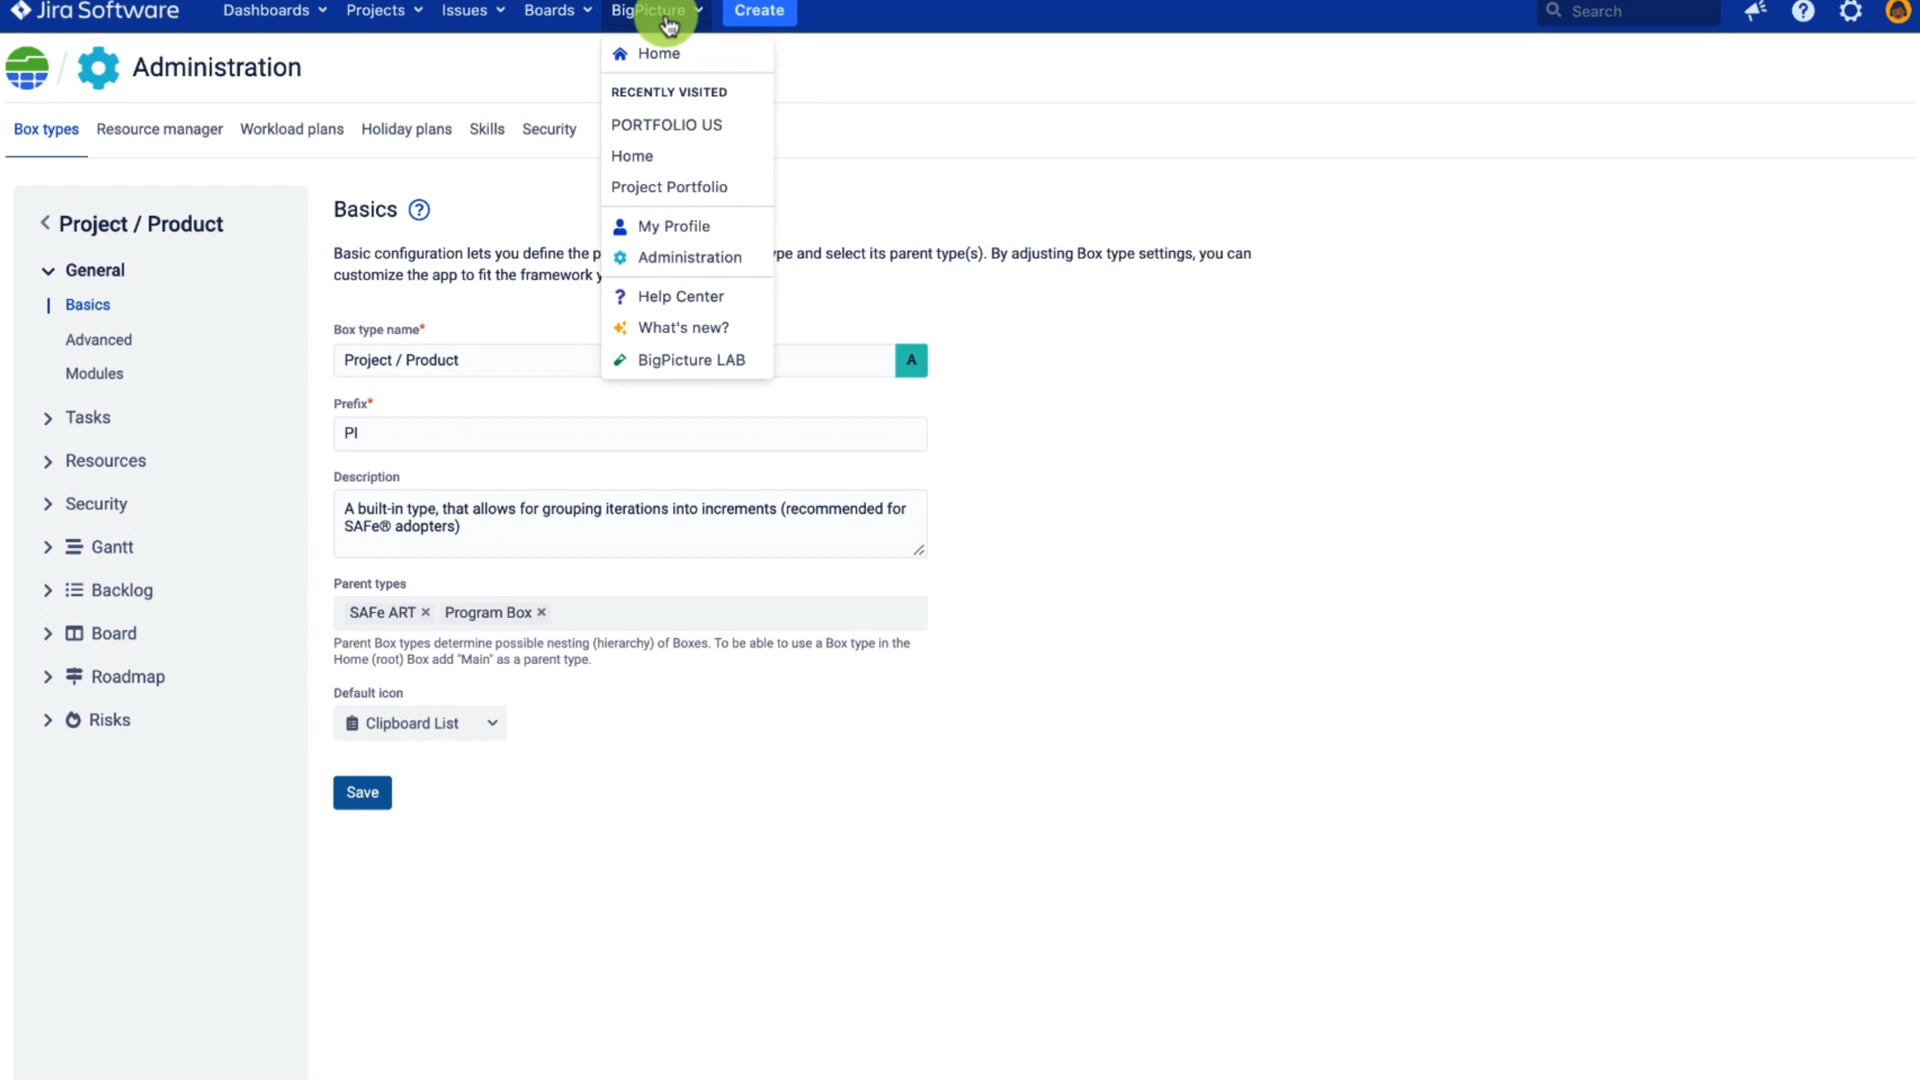 Jira Software
Dashboards
Projects
Issues
Boards
BigPicture
Create
Search
Home
RECENTLY VISITED
PORTFOLIO US
Home
Project Portfolio
My Profile
Administration
Help Center
What's new?
BigPicture LAB
Administration
Box types
Resource manager
Workload plans
Holiday plans
Skills
Security
Project / Product
General
Basics
Advanced
Modules
Tasks
Resources
Security
Gantt
Backlog
Board
Roadmap
Risks
Basics ?
Basic configuration lets you define the p
pe and select its parent type(s). By adjusting Box type settings, you can
customize the app to fit the framework y
Box type name*
Project / Product
A
Prefix*
PI
Description
A built-in type, that allows for grouping iterations into increments (recommended for
SAFe® adopters)
Parent types
SAFe ART × Program Box ×
Parent Box types determine possible nesting (hierarchy) of Boxes. To be able to use a Box type in the
Home (root) Box add "Main" as a parent type.
Default icon
Clipboard List
Save